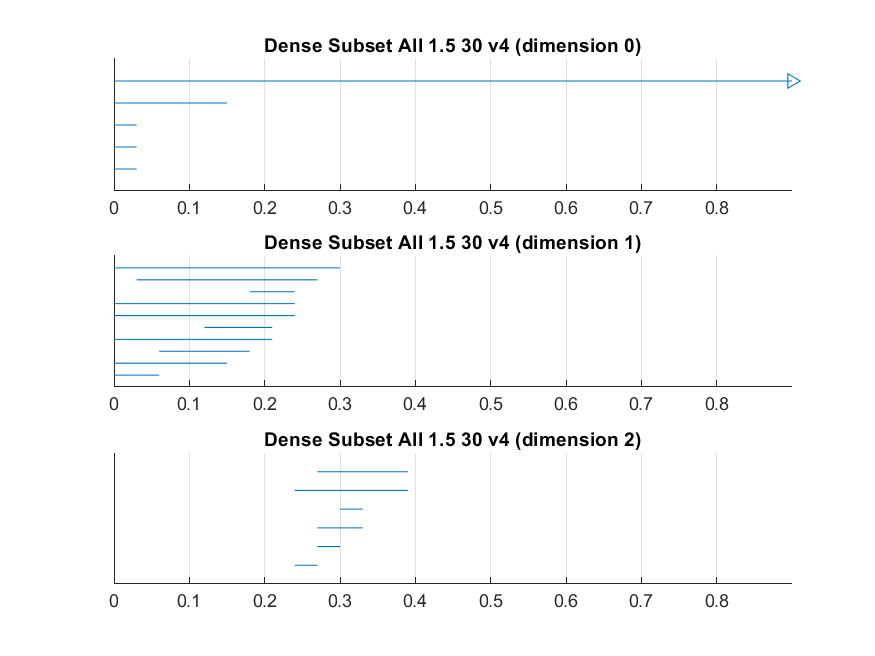 Dense Subset All 1.5 30 v4 (dimension 0)
0 0.1 0.2 0.3 0.4 0.5 0.6 0.7 0.8
Dense Subset All 1.5 30 v4 (dimension 1)
0 0.1 0.2 0.3 0.4 0.5 0.6 0.7 0.8
Dense Subset All 1.5 30 v4 (dimension 2)
0 0.1 0.2 0.3 0.4 0.5 0.6 0.7 0.8